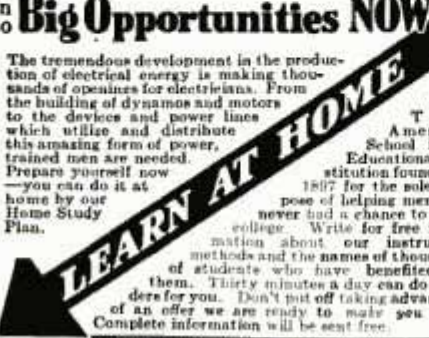 n
o
Big Opportunities NOW
The tremendous development in the produc-
tion of electrical energy is making thou-
sands of openings for electricians. From
the building of dynamos and motors
to the devices and power lines
which utilize and distribute
this amazing form of power,
trained men are needed.
Prepare yourself now
—you can do it at
home by our
Home Study
Plan.
LEARN AT HOME
T
Ame
School
Educationa
stitution foun
1897 for the sole
pose of helping me
never had a chance to
college. Write for free
mation about our instru
methods and the names of thou
of students who have benefite
them. Thirty minutes a day can do
ders for you. Don't put off taking advan
of an offer we are ready to make you
Complete information will be sent free.